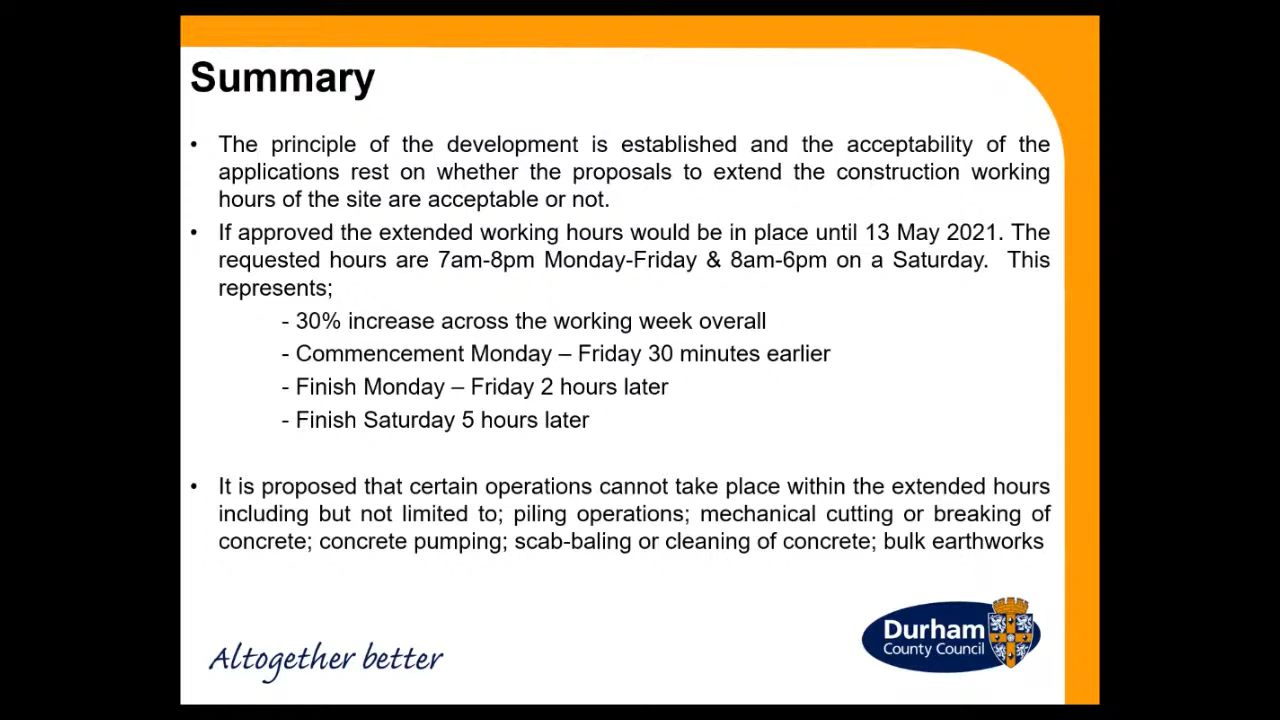 Summary
• The principle of the development is established and the acceptability of the
applications rest on whether the proposals to extend the construction working
hours of the site are acceptable or not.
• If approved the extended working hours would be in place until 13 May 2021. The
requested hours are 7am-8pm Monday-Friday & 8am-6pm on a Saturday. This
represents;
- 30% increase across the working week overall
- Commencement Monday – Friday 30 minutes earlier
- Finish Monday – Friday 2 hours later
- Finish Saturday 5 hours later
• It is proposed that certain operations cannot take place within the extended hours
including but not limited to; piling operations; mechanical cutting or breaking of
concrete; concrete pumping; scab-baling or cleaning of concrete; bulk earthworks
Altogether better
Durham
County Council